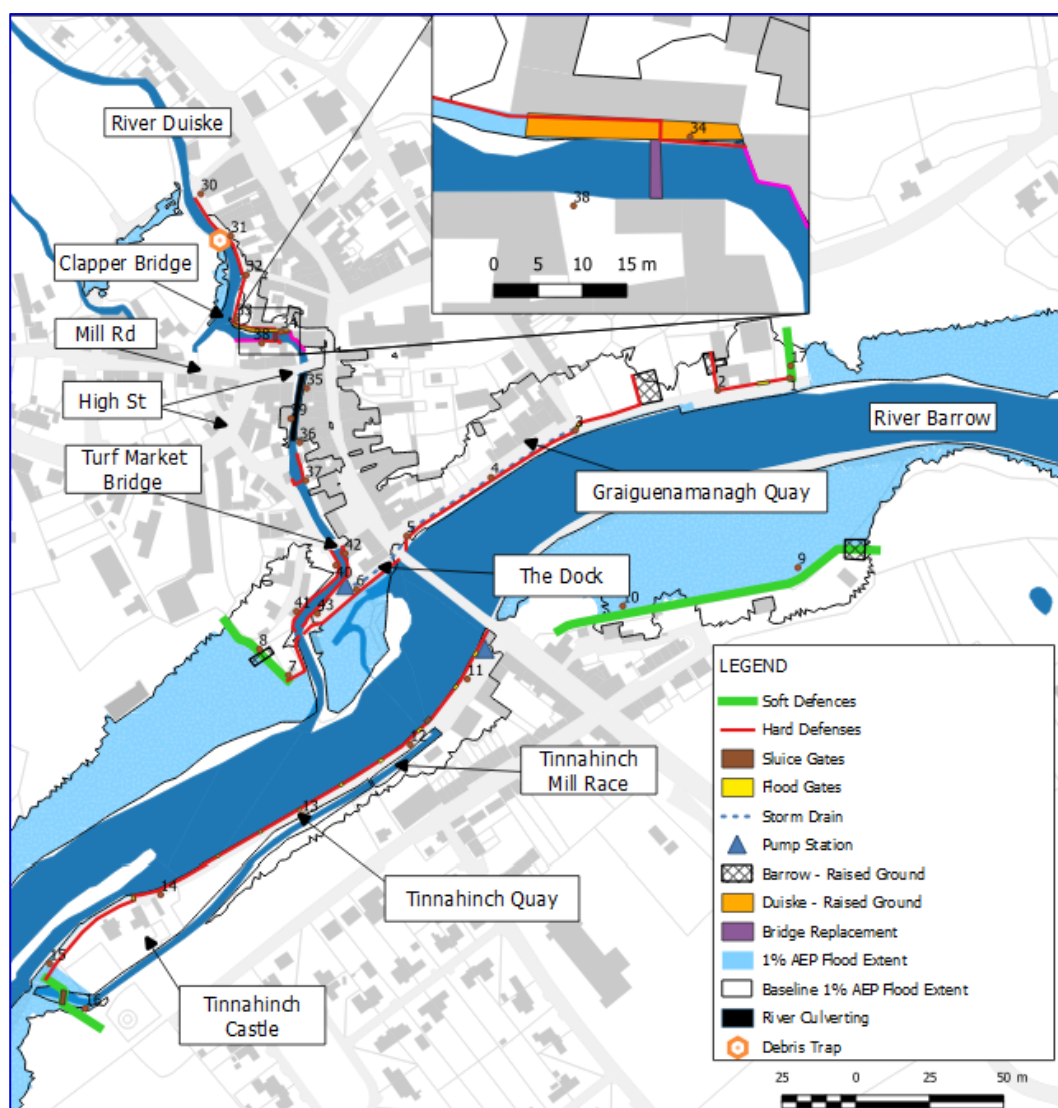 River Duiske
30
31
Clapper Bridge
32
34
38
0 5 10 15 m
Mill Rd
38
High St
35
36
37
Turf Market
Bridge
River Barrow
2
3
4
Graiguenamanagh Quay
5
42
40
6
The Dock
9
10
41
43
8
7
11
12
Tinnahinch
Mill Race
13
Tinnahinch Quay
14
15
16
Tinnahinch
Castle
LEGEND
Soft Defences
Hard Defenses
Sluice Gates
Flood Gates
Storm Drain
Pump Station
Barrow - Raised Ground
Duiske - Raised Ground
Bridge Replacement
1% AEP Flood Extent
Baseline 1% AEP Flood Extent
River Culverting
Debris Trap
25 0 25 50 m